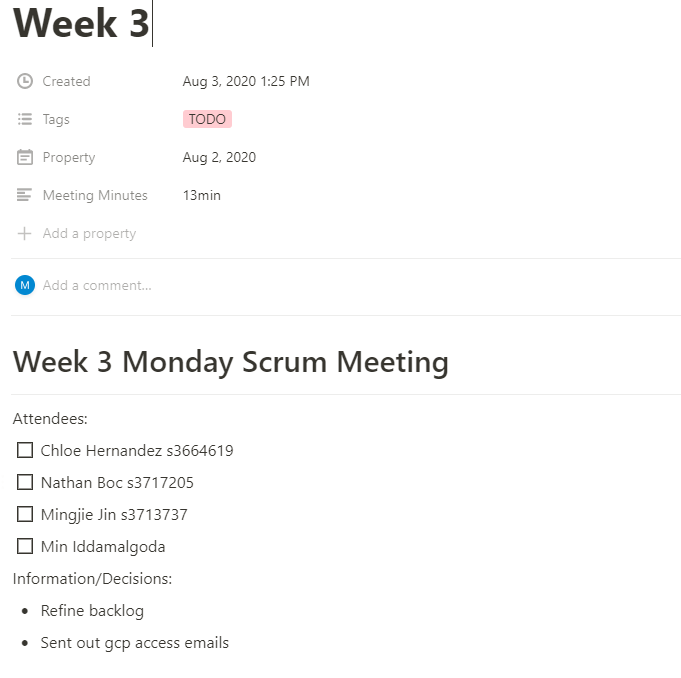 Week 3
Created Aug 3, 2020 1:25 PM
Tags TODO
Property Aug 2, 2020
Meeting Minutes 13min
Add a property
M Add a comment...
Week 3 Monday Scrum Meeting
Attendees:
Chloe Hernandez s3664619
Nathan Boc s3717205
Mingjie Jin s3713737
Min Iddamalgoda
Information/Decisions:
• Refine backlog
• Sent out gcp access emails